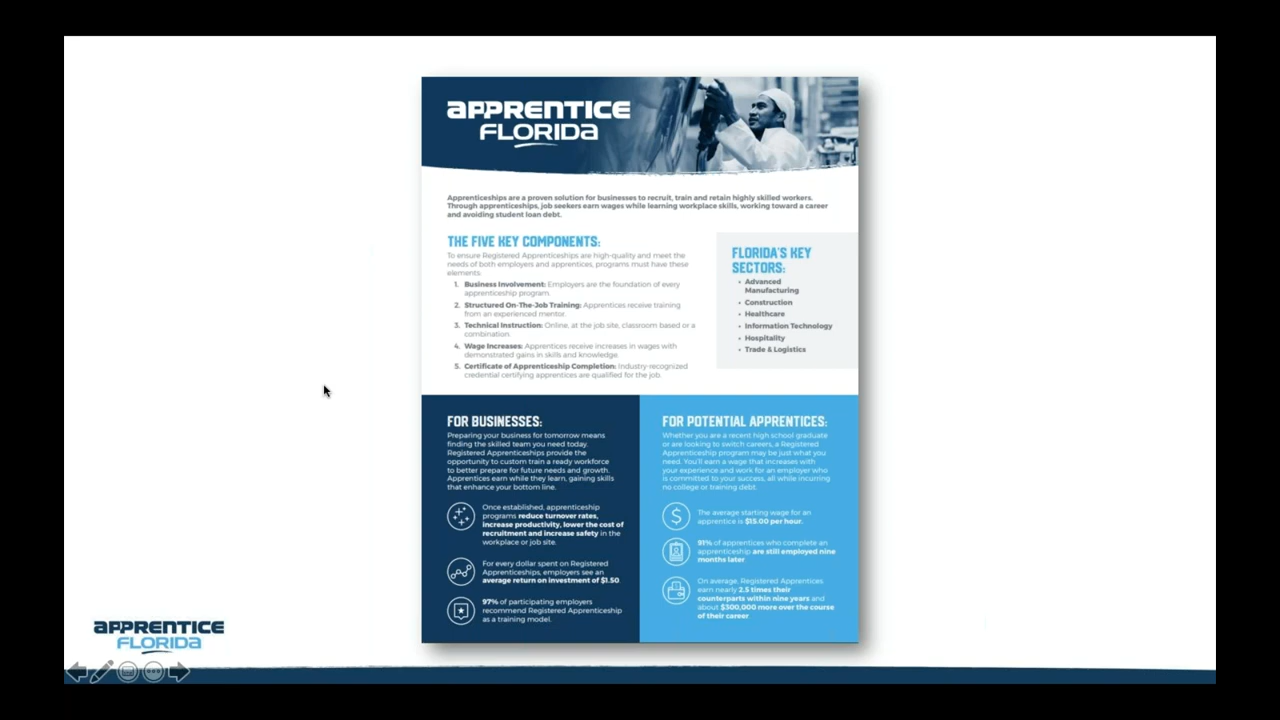 APPRENTICE
FLORIDA
Apprenticeships are a proven solution for businesses to recruit, train and retain highly skilled workers.
Through apprenticeships, job seekers earn wages while learning workplace skills, working toward a career
and avoiding student loan debt.
THE FIVE KEY COMPONENTS:
To ensure Registered Apprenticeships are high-quality and meet the
needs of both employers and apprentices, programs must have these
elements:
1. Business Involvement: Employers are the foundation of every
apprenticeship program.
2. Structured On-The-Job Training: Apprentices receive training
from an experienced mentor.
3. Technical Instruction: Online, at the job site, classroom based or a
combination.
4. Wage Increases: Apprentices receive increases in wages with
demonstrated gains in skills and knowledge.
5. Certificate of Apprenticeship Completion: Industry recognized
credential certifying apprentices are qualified for the job.
FLORIDA'S KEY
SECTORS:
• Advanced
Manufacturing
• Construction
• Healthcare
• Information Technology
• Hospitality
• Trade & Logistics
FOR BUSINESSES:
Preparing your business for tomorrow means
finding the skilled team you need today.
Registered Apprenticeships provide the
opportunity to custom train a ready workforce
to better prepare for future needs and growth.
Apprentices earn while they learn, gaining skills
that enhance your bottom line.
Once established, apprenticeship
programs reduce turnover rates,
increase productivity, lower the cost of
recruitment and increase safety in the
workplace or job site.
For every dollar spent on Registered
Apprenticeships, employers see an
average return on investment of $1.50.
97% of participating employers
recommend Registered Apprenticeship
as a training model.
FOR POTENTIAL APPRENTICES:
Whether you are a recent high school graduate
or are looking to switch careers, a Registered
Apprenticeship program may be just what you
need. You'll earn a wage that increases with
your experience and work for an employer who
is committed to your success, all while incurring
no college or training debt.
The average starting wage for an
apprentice is $15.00 per hour.
91% of apprentices who complete an
apprenticeship are still employed nine
months later
On average, Registered Apprentices
earn nearly 2.5 times their
counterparts within nine years and
about $300,000 more over the course
of their career
APPRENTICE
FLORIDA